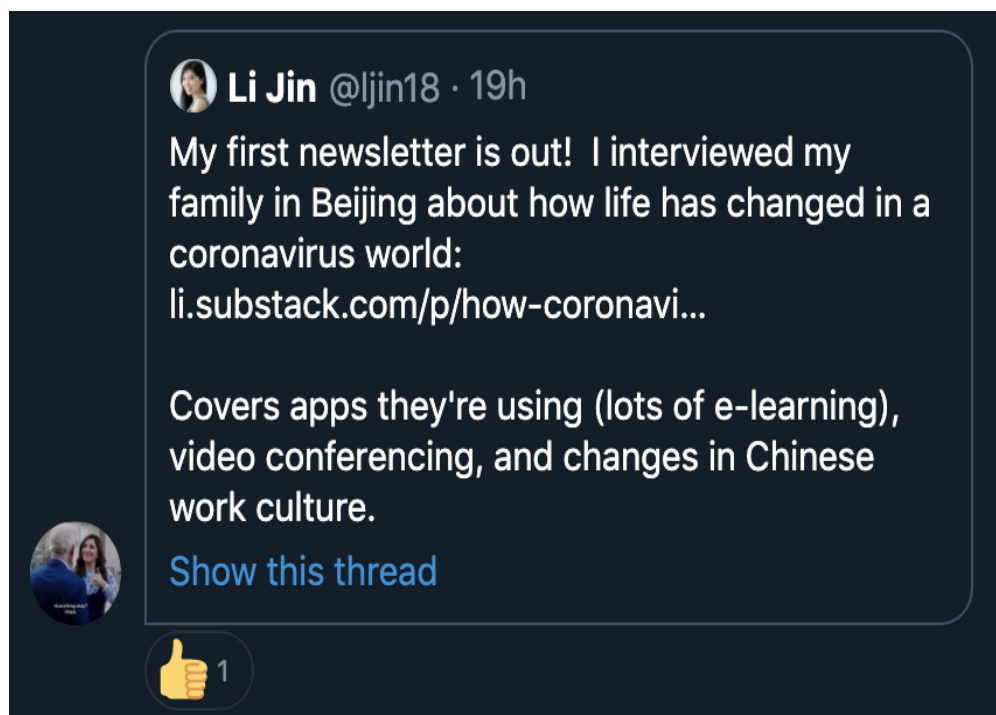 Li Jin @ljin18 · 19h
My first newsletter is out!  I interviewed my
family in Beijing about how life has changed in a
coronavirus world:
li.substack.com/p/how-coronavi...
Covers apps they're using (lots of e-learning),
video conferencing, and changes in Chinese
work culture.
Show this thread
1